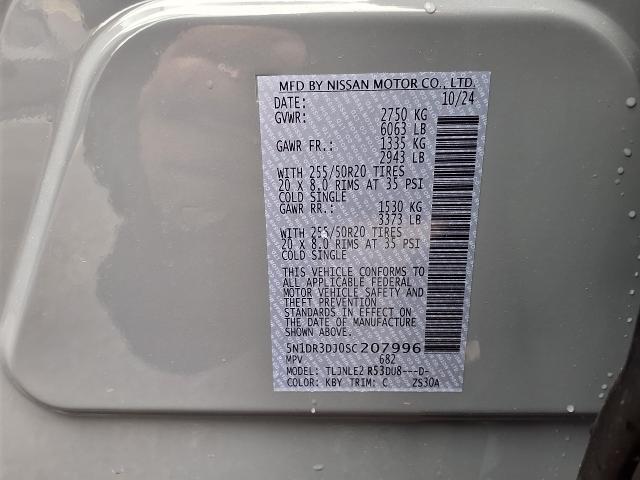 MFD BY NISSAN MOTOR CO., LTD.
DATE: 10/24
GVWR: 2750 KG
6063 LB
GAWR FR.: 1335 KG
2943 LB
WITH 255/50R20 TIRES
20 X 8.0 RIMS AT 35 PSI
COLD SINGLE
GAWR RR.: 1530 KG
3373 LB
WITH 255/50R20 TIRES
20 X 8.0 RIMS AT 35 PSI
COLD SINGLE
THIS VEHICLE CONFORMS TO
ALL APPLICABLE FEDERAL
MOTOR VEHICLE SAFETY AND
THEFT PREVENTION
STANDARDS IN EFFECT ON
THE DATE OF MANUFACTURE
SHOWN ABOVE.
5N1DR3DJ0SC207996
MPV 682
MODEL: TLJNLE2 R53DU8---D-
COLOR: KBY TRIM: C ZS30A